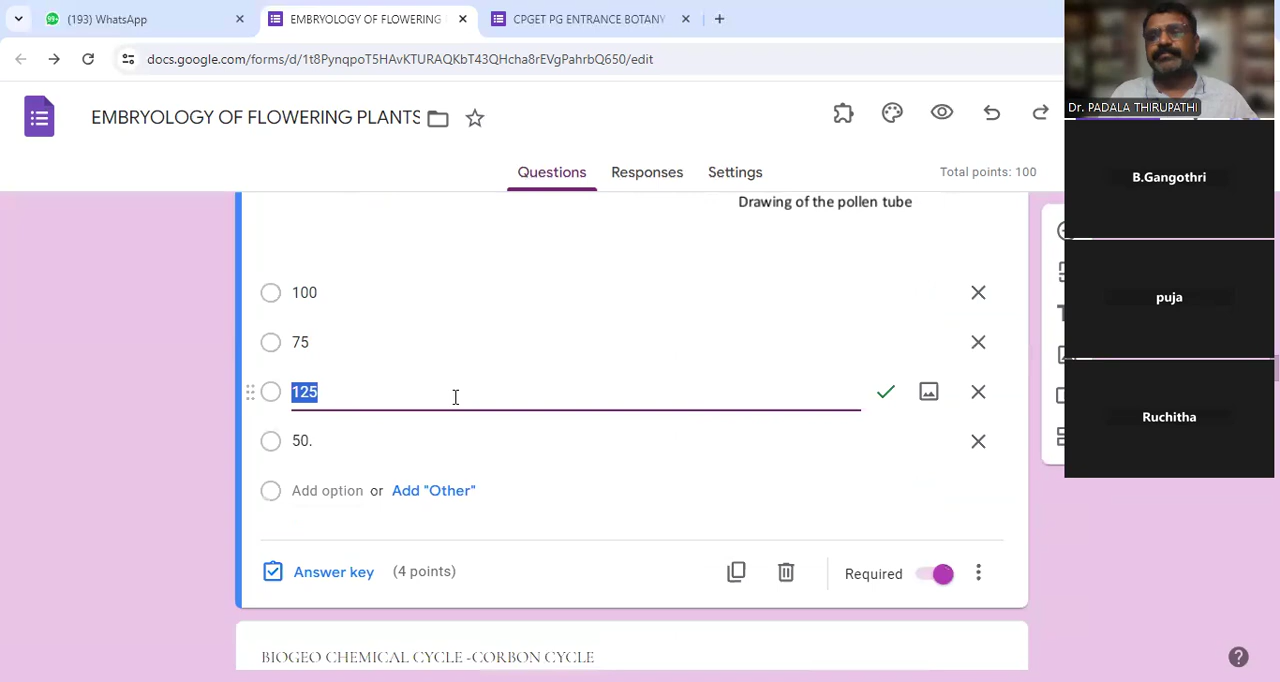 (193) WhatsApp
EMBRYOLOGY OF FLOWERING
CPGET PG ENTRANCE BOTANY
docs.google.com/forms/d/1t8PynqpoT5HAvKTURAQKbT43QHcha8rEVgPahrbQ650/edit
EMBRYOLOGY OF FLOWERING PLANTS
Questions
Responses
Settings
Total points: 100
Drawing of the pollen tube
100
75
125
50.
Add option or Add "Other"
Answer key (4 points)
Required
BIOGEO CHEMICAL CYCLE -CORBON CYCLE
Dr. PADALA THIRUPATHI
B.Gangothri
puja
Ruchitha